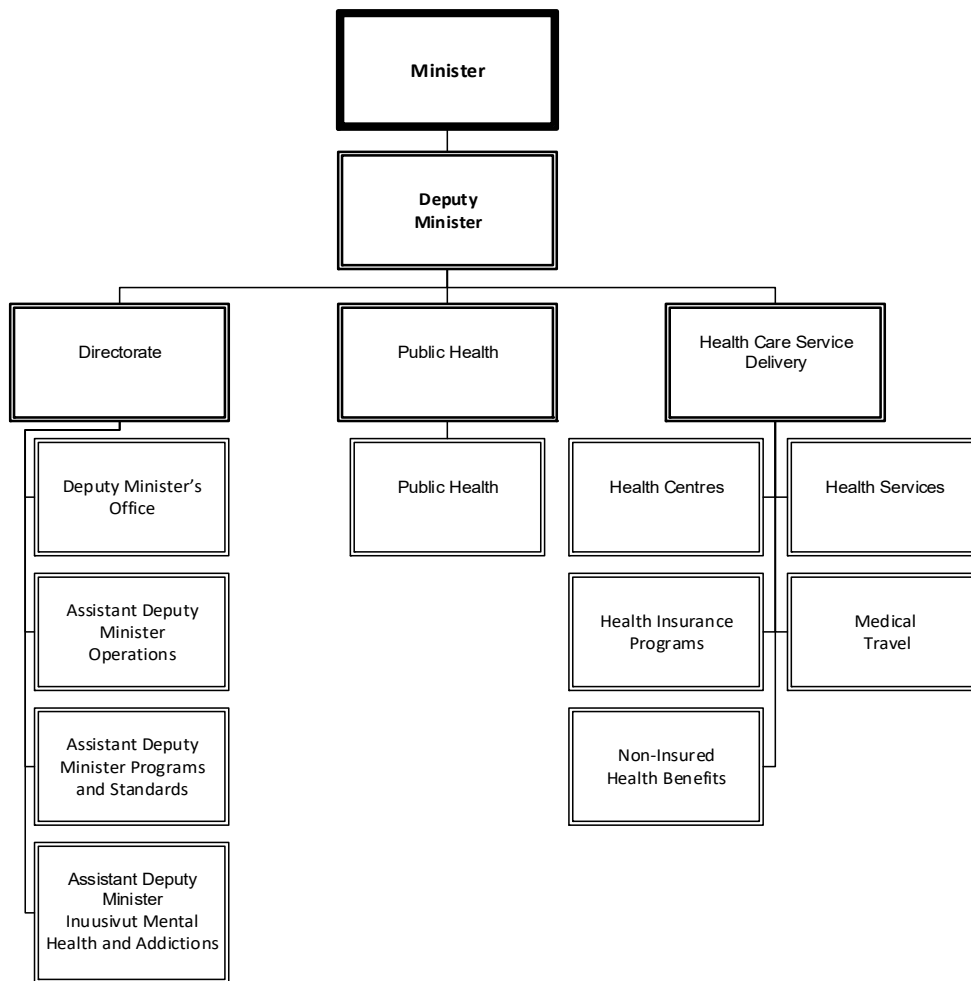 Minister
Deputy
Minister
Directorate
Public Health
Health Care Service
Delivery
Deputy Minister’s
Office
Public Health
Health Centres
Health Services
Assistant Deputy
Minister
Operations
Health Insurance
Programs
Medical
Travel
Assistant Deputy
Minister Programs
and Standards
Non-Insured
Health Benefits
Assistant Deputy
Minister
Inuusivut Mental
Health and Addictions